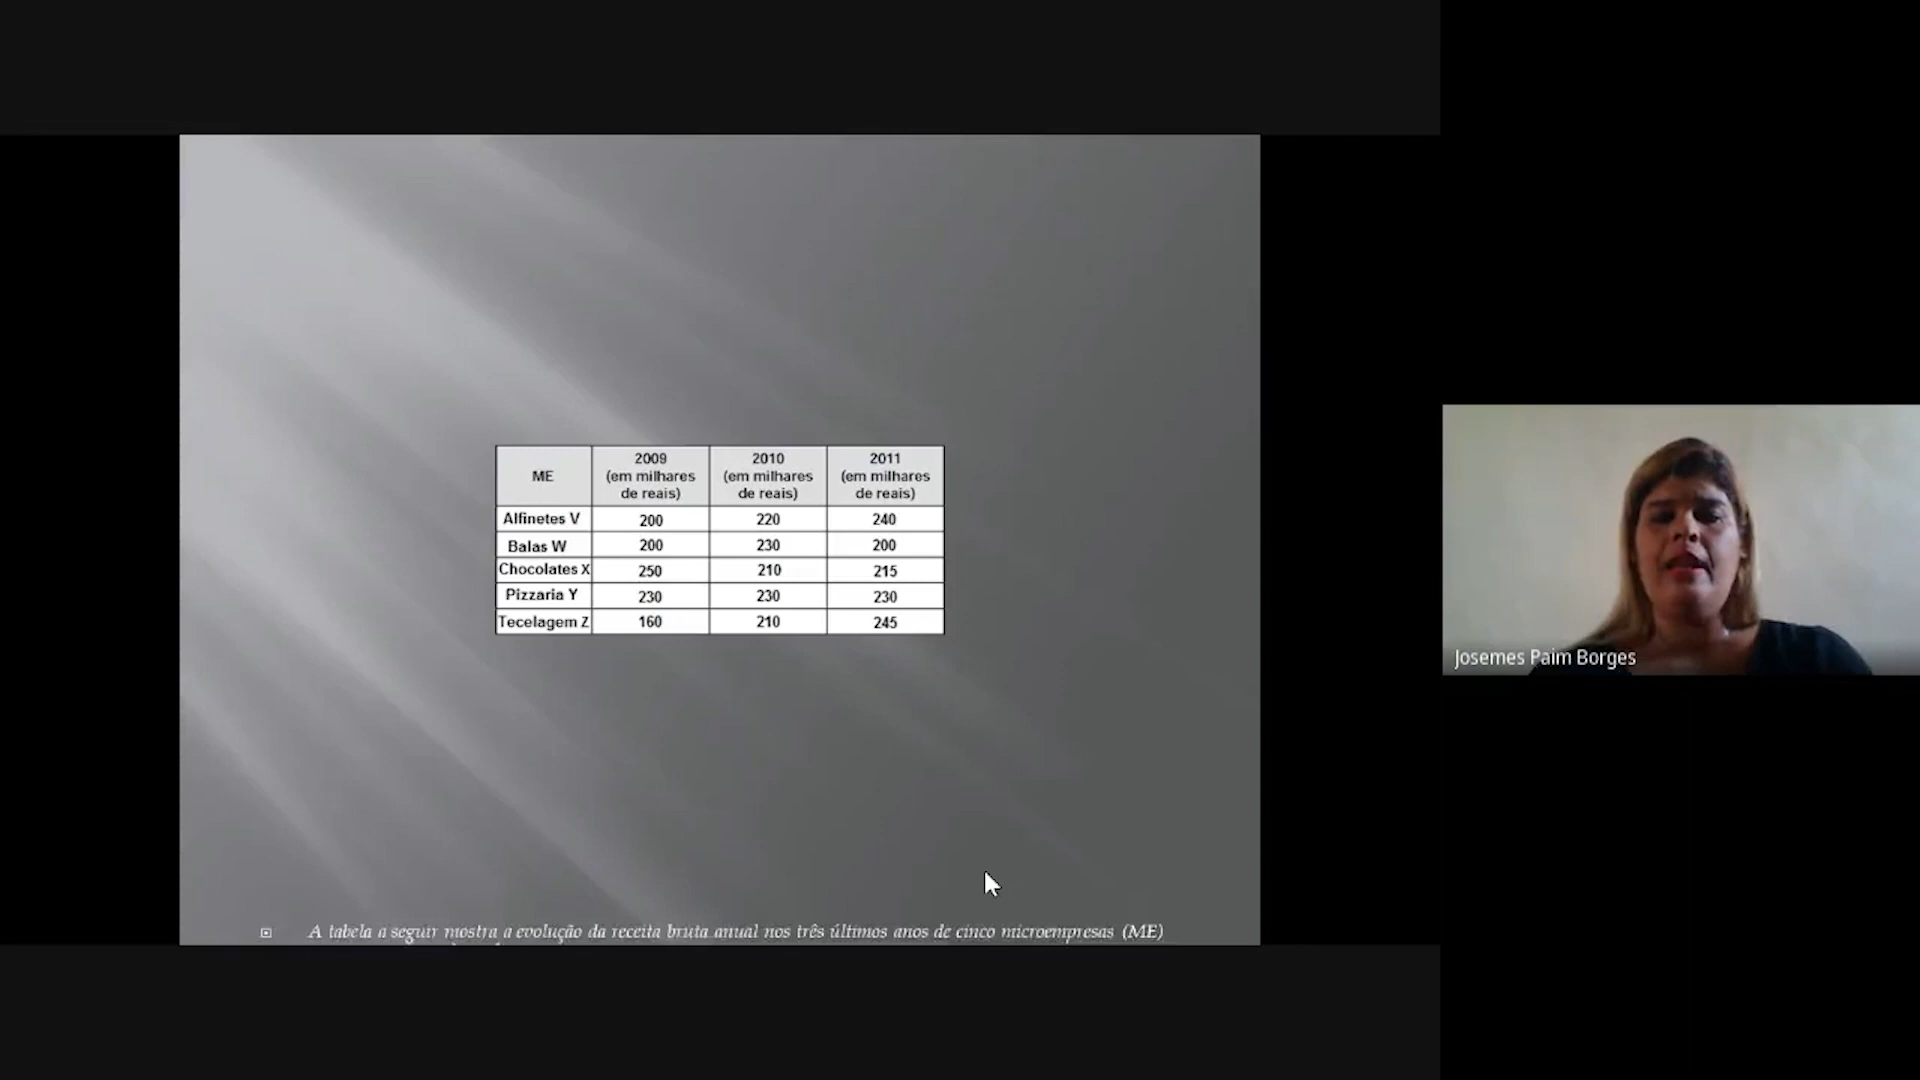 ME 2009 (em milhares de reais) 2010 (em milhares de reais) 2011 (em milhares de reais)
Alfinetes V 200 220 240
Balas W 200 230 200
Chocolates X 250 210 215
Pizzaria Y 230 230 230
Tecelagem Z 160 210 245
A tabela a seguir mostra a evolução da receita bruta anual nos três últimos anos de cinco microempresas (ME)
Josemes Paim Borges